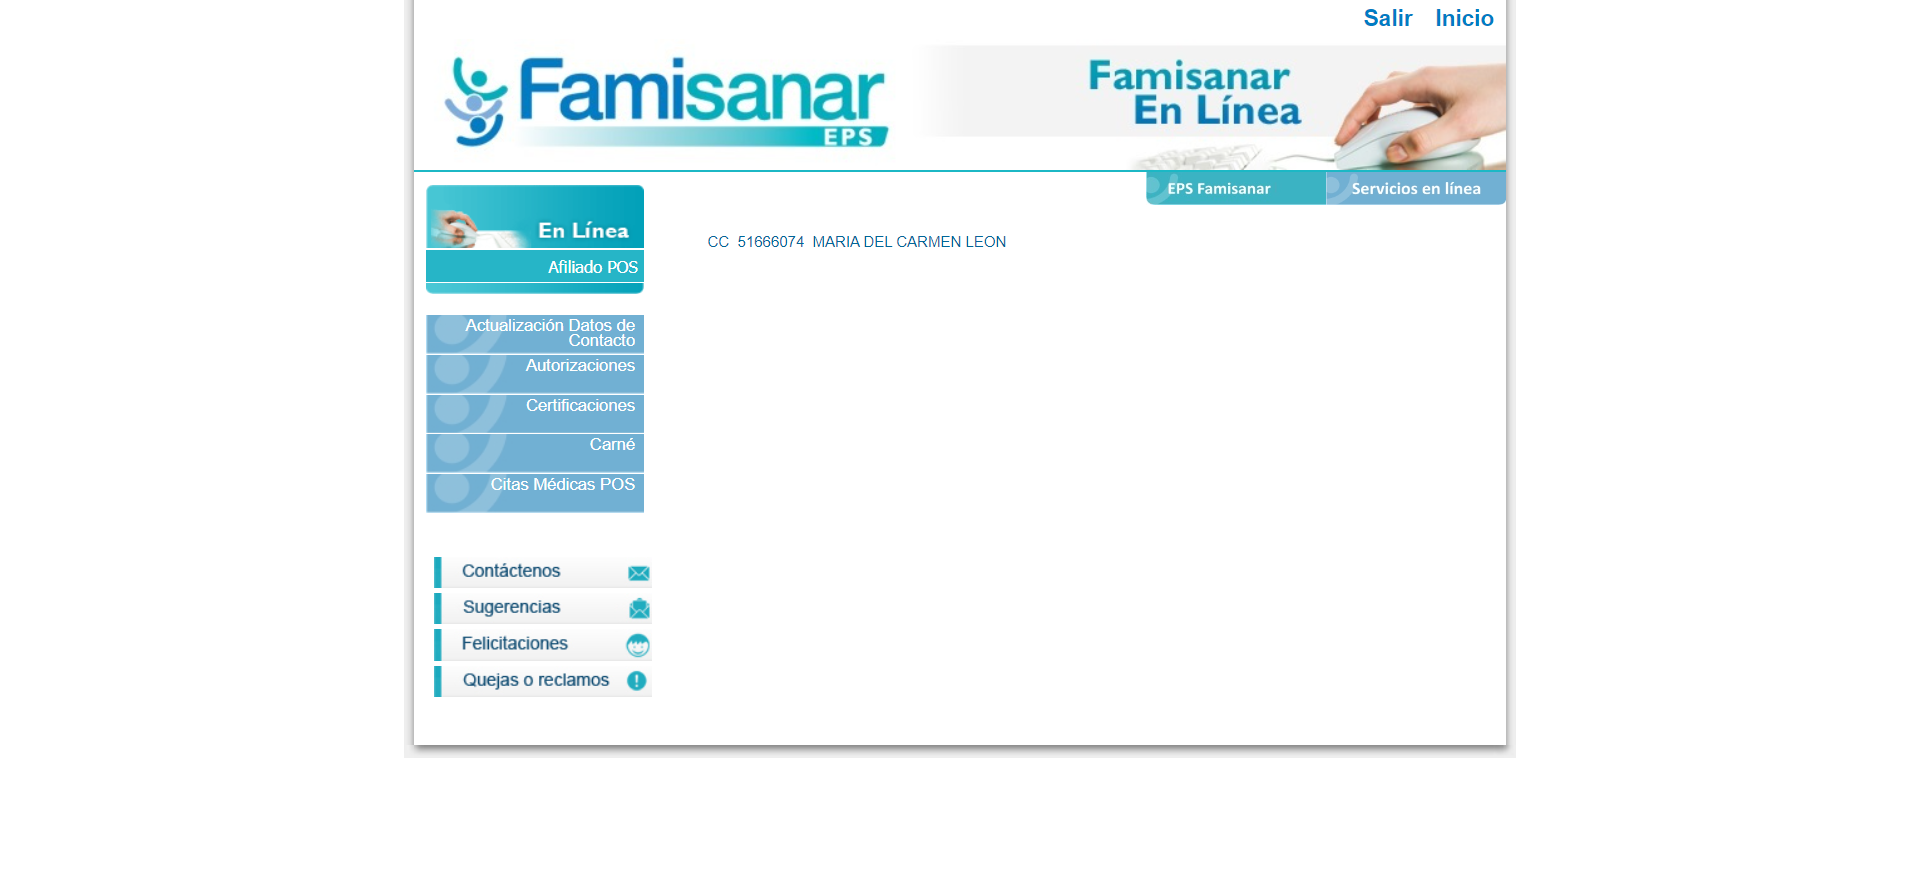 Salir Inicio
Famisanar
EPS
Famisanar
En Línea
EPS Famisanar
Servicios en línea
En Línea
Afiliado POS
CC 51666074 MARIA DEL CARMEN LEON
Actualización Datos de
Contacto
Autorizaciones
Certificaciones
Carné
Citas Médicas POS
Contáctenos
Sugerencias
Felicitaciones
Quejas o reclamos